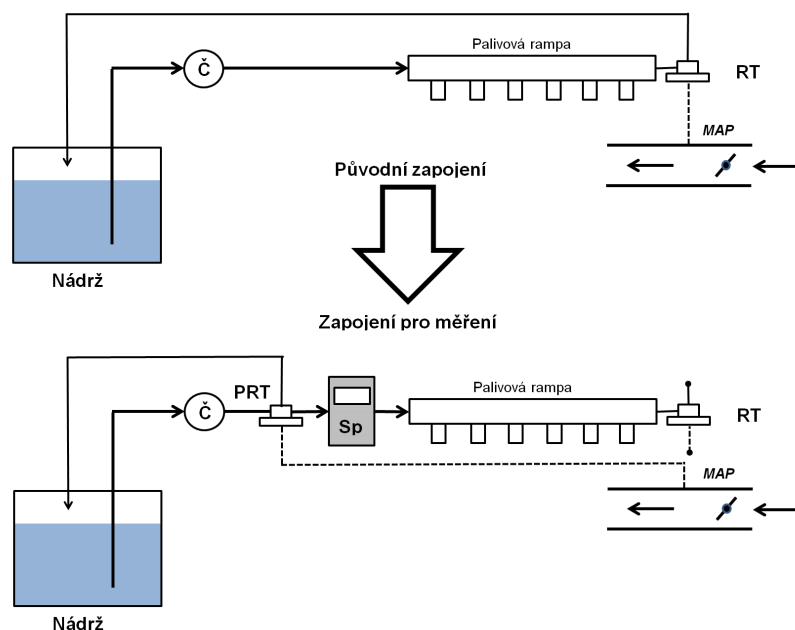 Palivová rampa
Č
RT
MAP
Původní zapojení
Nádrž
Zapojení pro měření
PRT
Palivová rampa
Č
Sp
RT
MAP
Nádrž